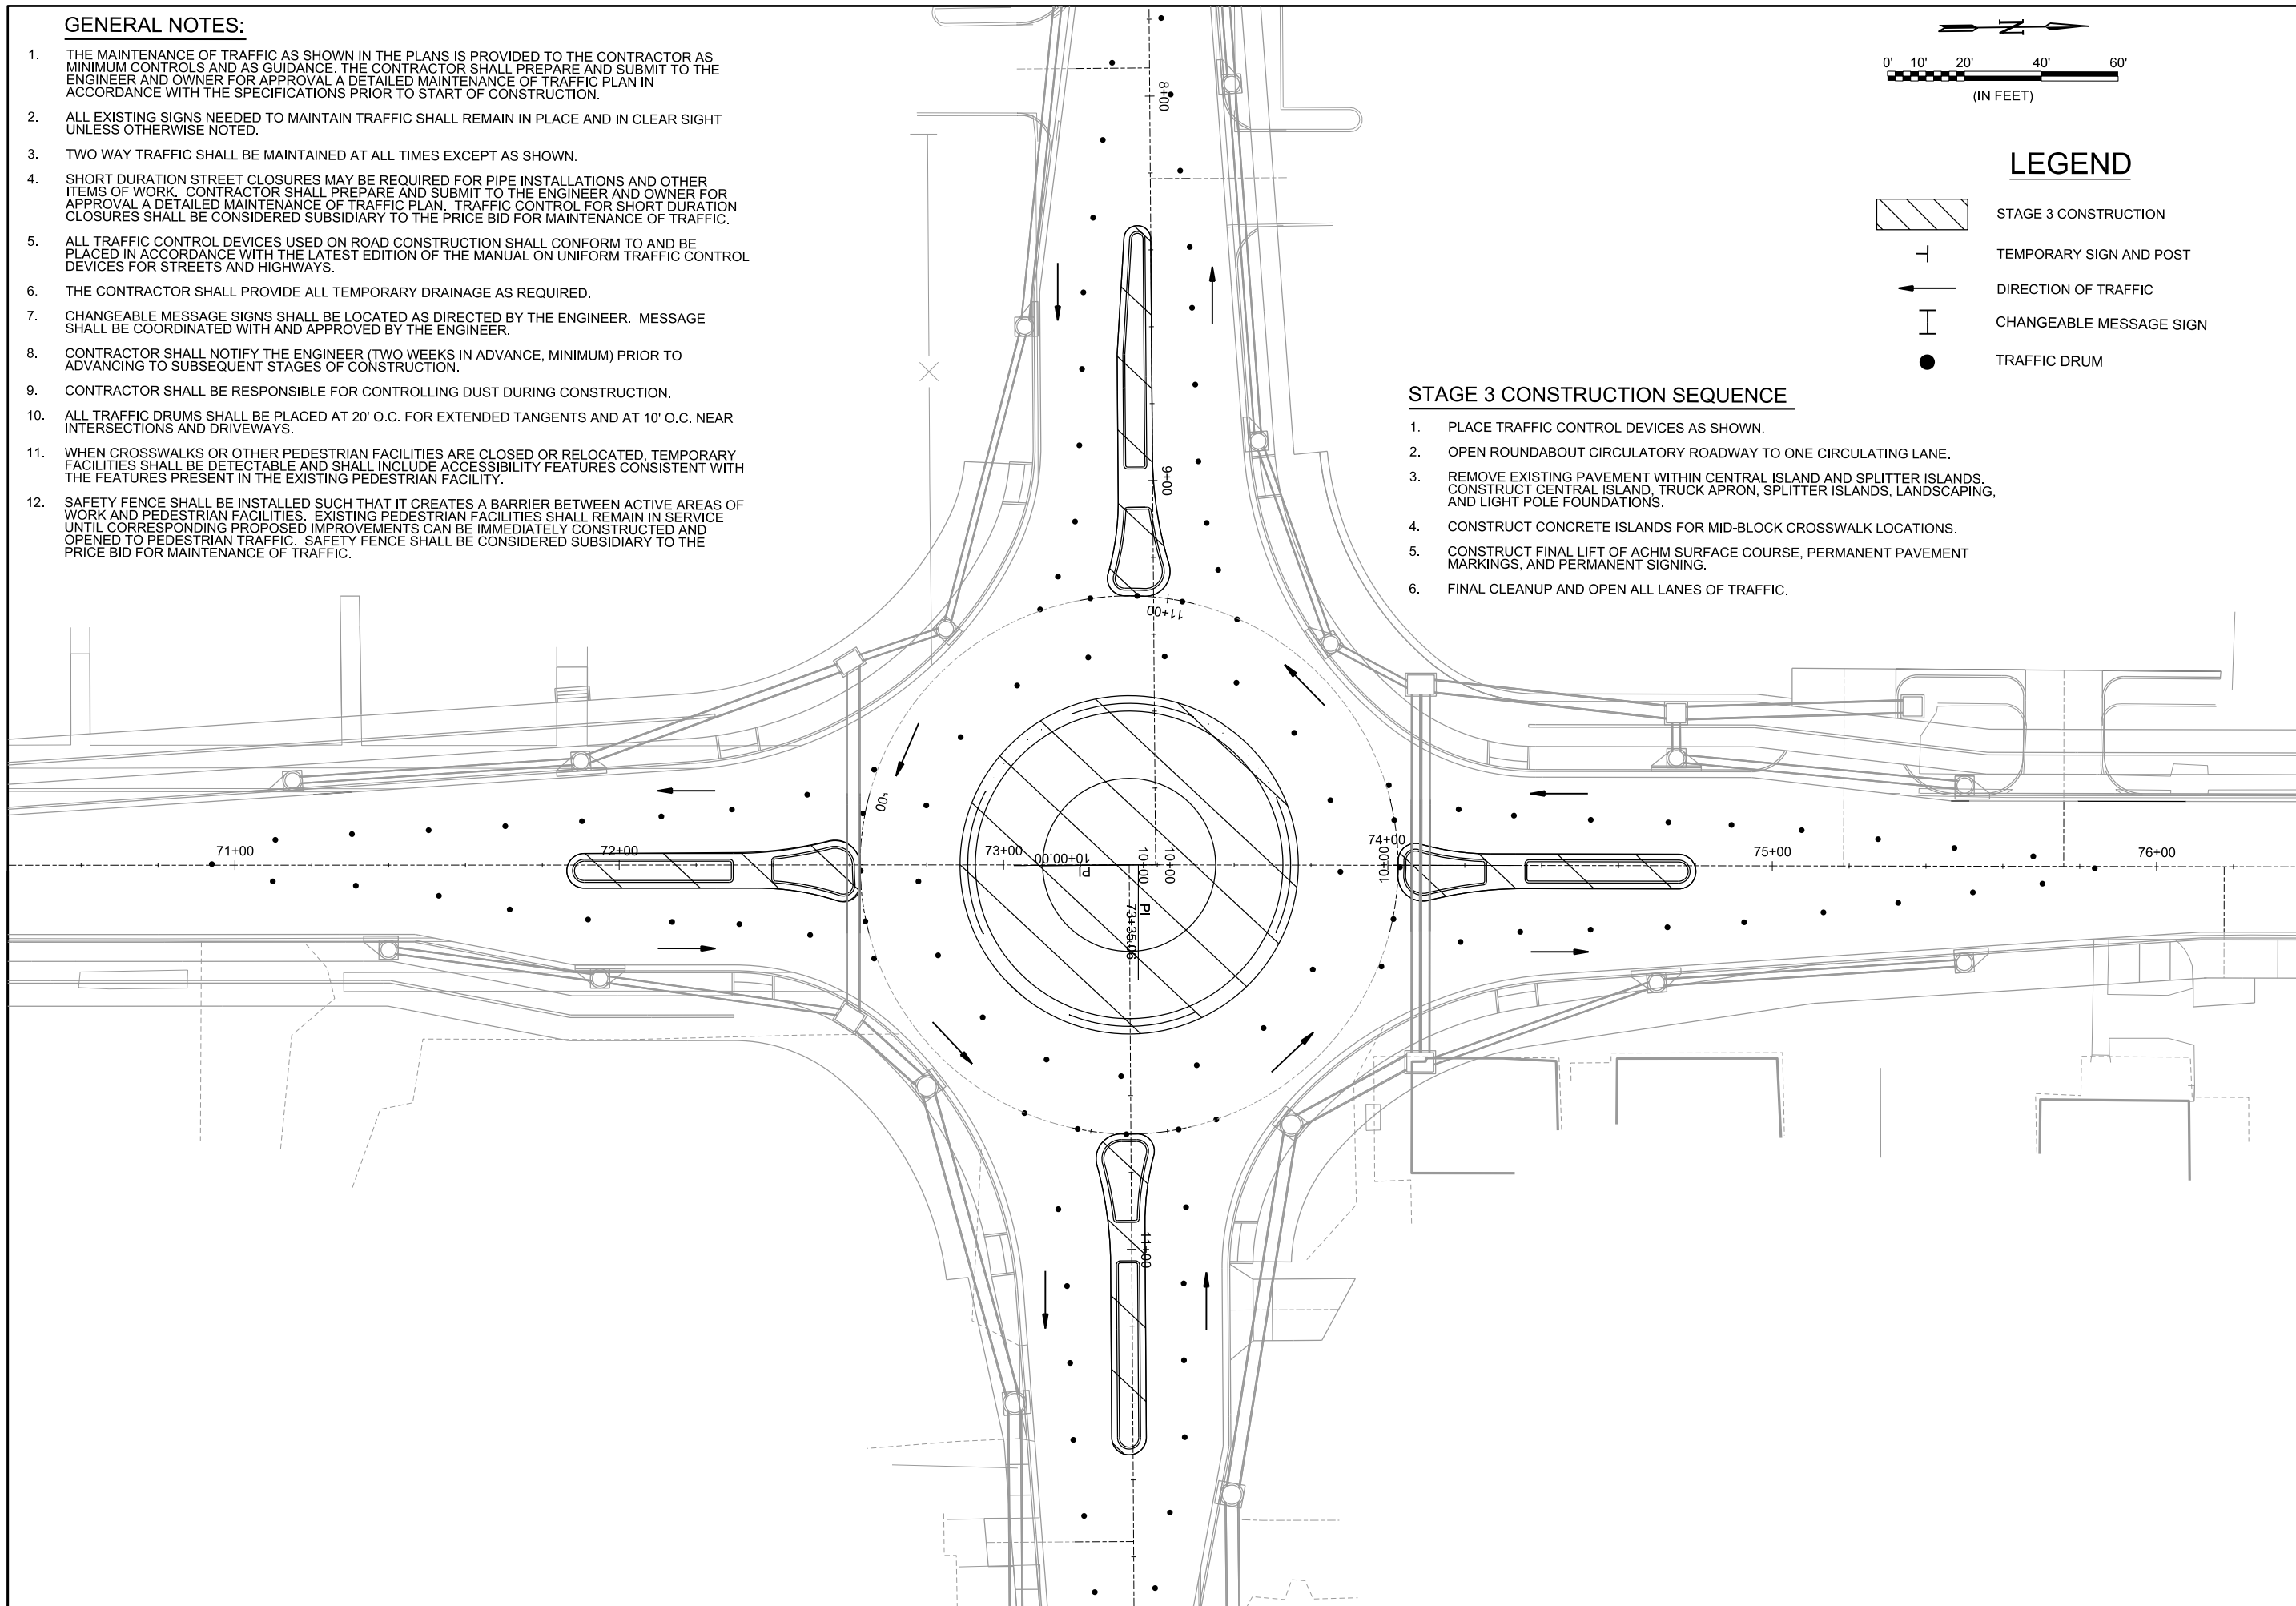 GENERAL NOTES:
1. THE MAINTENANCE OF TRAFFIC AS SHOWN IN THE PLANS IS PROVIDED TO THE CONTRACTOR AS
MINIMUM CONTROLS AND AS GUIDANCE. THE CONTRACTOR SHALL PREPARE AND SUBMIT TO THE
ENGINEER AND OWNER FOR APPROVAL A DETAILED MAINTENANCE OF TRAFFIC PLAN IN
ACCORDANCE WITH THE SPECIFICATIONS PRIOR TO START OF CONSTRUCTION.
2. ALL EXISTING SIGNS NEEDED TO MAINTAIN TRAFFIC SHALL REMAIN IN PLACE AND IN CLEAR SIGHT
UNLESS OTHERWISE NOTED.
3. TWO WAY TRAFFIC SHALL BE MAINTAINED AT ALL TIMES EXCEPT AS SHOWN.
4. SHORT DURATION STREET CLOSURES MAY BE REQUIRED FOR PIPE INSTALLATIONS AND OTHER
ITEMS OF WORK. CONTRACTOR SHALL PREPARE AND SUBMIT TO THE ENGINEER AND OWNER FOR
APPROVAL A DETAILED MAINTENANCE OF TRAFFIC PLAN. TRAFFIC CONTROL FOR SHORT DURATION
CLOSURES SHALL BE CONSIDERED SUBSIDIARY TO THE PRICE BID FOR MAINTENANCE OF TRAFFIC.
5. ALL TRAFFIC CONTROL DEVICES USED ON ROAD CONSTRUCTION SHALL CONFORM TO AND BE
PLACED IN ACCORDANCE WITH THE LATEST EDITION OF THE MANUAL ON UNIFORM TRAFFIC CONTROL
DEVICES FOR STREETS AND HIGHWAYS.
6. THE CONTRACTOR SHALL PROVIDE ALL TEMPORARY DRAINAGE AS REQUIRED.
7. CHANGEABLE MESSAGE SIGNS SHALL BE LOCATED AS DIRECTED BY THE ENGINEER. MESSAGE
SHALL BE COORDINATED WITH AND APPROVED BY THE ENGINEER.
8. CONTRACTOR SHALL NOTIFY THE ENGINEER (TWO WEEKS IN ADVANCE, MINIMUM) PRIOR TO
ADVANCING TO SUBSEQUENT STAGES OF CONSTRUCTION.
9. CONTRACTOR SHALL BE RESPONSIBLE FOR CONTROLLING DUST DURING CONSTRUCTION.
10. ALL TRAFFIC DRUMS SHALL BE PLACED AT 20' O.C. FOR EXTENDED TANGENTS AND AT 10' O.C. NEAR
INTERSECTIONS AND DRIVEWAYS.
11. WHEN CROSSWALKS OR OTHER PEDESTRIAN FACILITIES ARE CLOSED OR RELOCATED, TEMPORARY
FACILITIES SHALL BE DETECTABLE AND SHALL INCLUDE ACCESSIBILITY FEATURES CONSISTENT WITH
THE FEATURES PRESENT IN THE EXISTING PEDESTRIAN FACILITY.
12. SAFETY FENCE SHALL BE INSTALLED SUCH THAT IT CREATES A BARRIER BETWEEN ACTIVE AREAS OF
WORK AND PEDESTRIAN FACILITIES. EXISTING PEDESTRIAN FACILITIES SHALL REMAIN IN SERVICE
UNTIL CORRESPONDING PROPOSED IMPROVEMENTS CAN BE IMMEDIATELY CONSTRUCTED AND
OPENED TO PEDESTRIAN TRAFFIC. SAFETY FENCE SHALL BE CONSIDERED SUBSIDIARY TO THE
PRICE BID FOR MAINTENANCE OF TRAFFIC.
N
0' 10' 20' 40' 60'
(IN FEET)
LEGEND
STAGE 3 CONSTRUCTION
TEMPORARY SIGN AND POST
DIRECTION OF TRAFFIC
CHANGEABLE MESSAGE SIGN
TRAFFIC DRUM
STAGE 3 CONSTRUCTION SEQUENCE
1. PLACE TRAFFIC CONTROL DEVICES AS SHOWN.
2. OPEN ROUNDABOUT CIRCULATORY ROADWAY TO ONE CIRCULATING LANE.
3. REMOVE EXISTING PAVEMENT WITHIN CENTRAL ISLAND AND SPLITTER ISLANDS.
CONSTRUCT CENTRAL ISLAND, TRUCK APRON, SPLITTER ISLANDS, LANDSCAPING,
AND LIGHT POLE FOUNDATIONS.
4. CONSTRUCT CONCRETE ISLANDS FOR MID-BLOCK CROSSWALK LOCATIONS.
5. CONSTRUCT FINAL LIFT OF ACHM SURFACE COURSE, PERMANENT PAVEMENT
MARKINGS, AND PERMANENT SIGNING.
6. FINAL CLEANUP AND OPEN ALL LANES OF TRAFFIC.
8+00
9+00
11+00
71+00
72+00
73+00
PI
10+00.00
10+00
10+00
PI
73+35.06
74+00
10+00
75+00
76+00
11+00